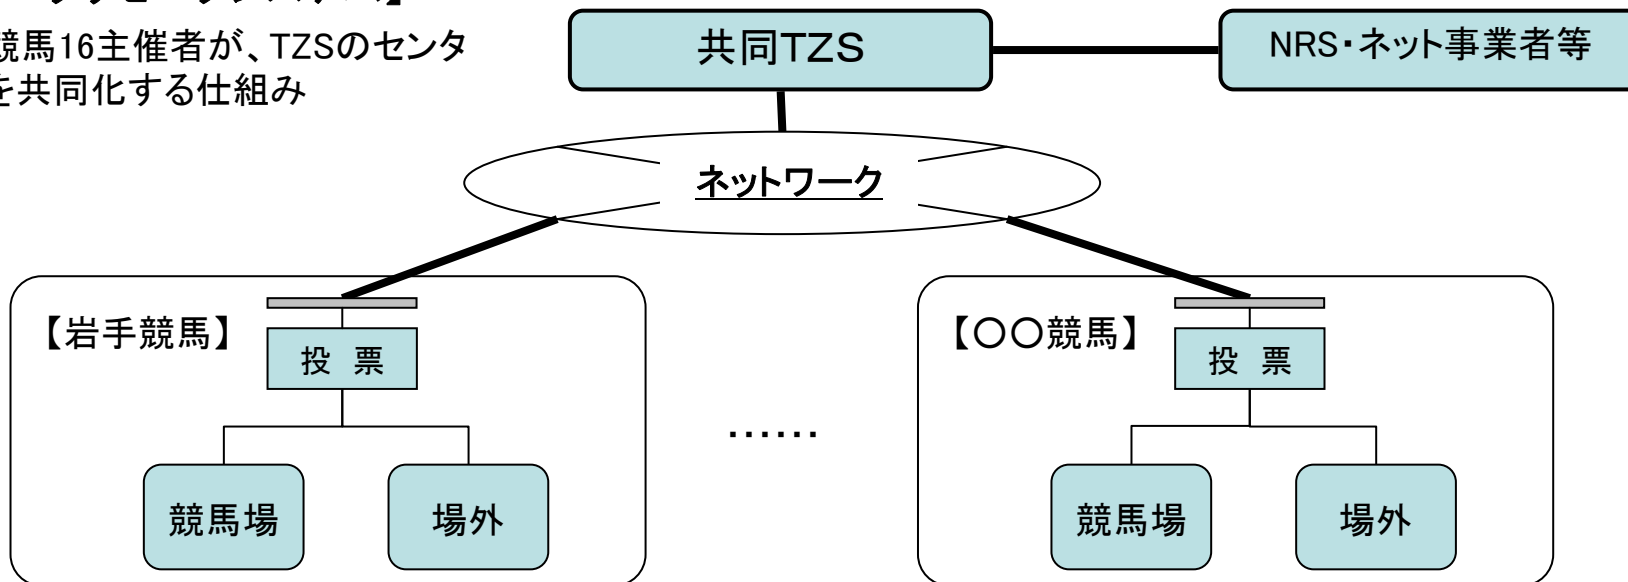 競馬16主催者が、TZSのセンタ
を共同化する仕組み
共同TZS
NRS・ネット事業者等
ネットワーク
【岩手競馬】
投 票
競馬場
場外
……
【○○競馬】
投 票
競馬場
場外